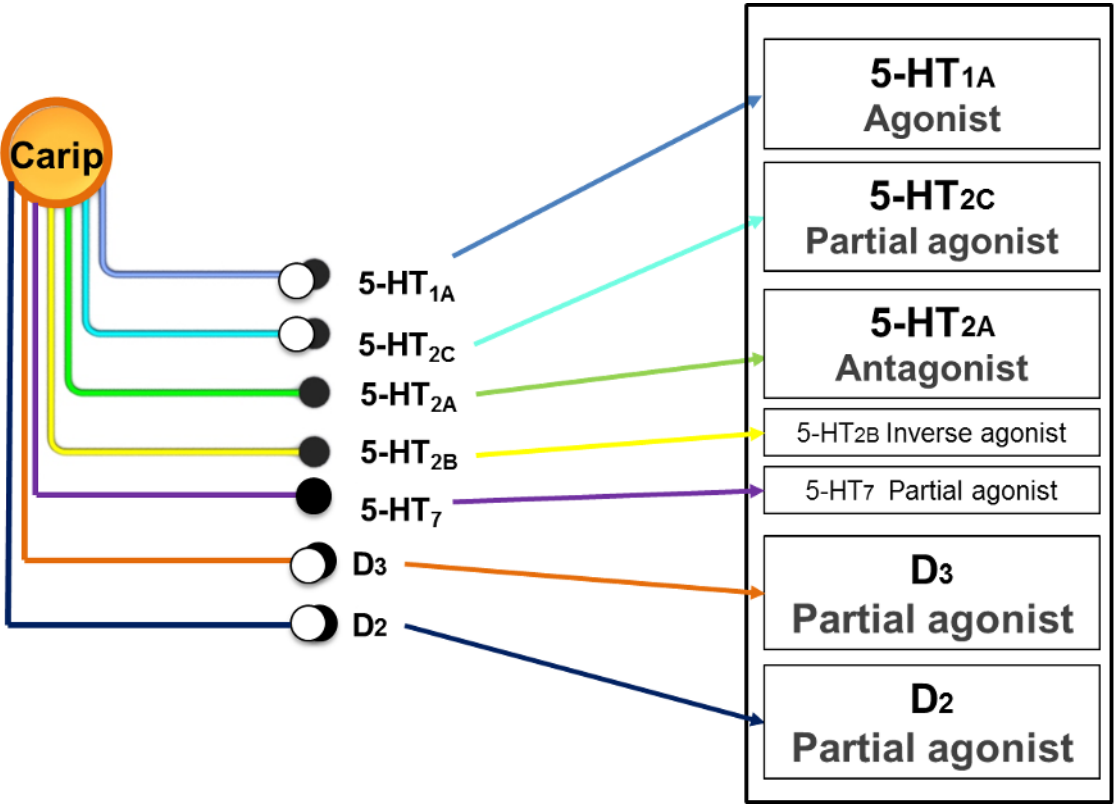 Carip
5-HT1A
5-HT2C
5-HT2A
5-HT2B
5-HT7
D3
D2
5-HT1A
Agonist
5-HT2C
Partial agonist
5-HT2A
Antagonist
5-HT2B Inverse agonist
5-HT7 Partial agonist
D3
Partial agonist
D2
Partial agonist